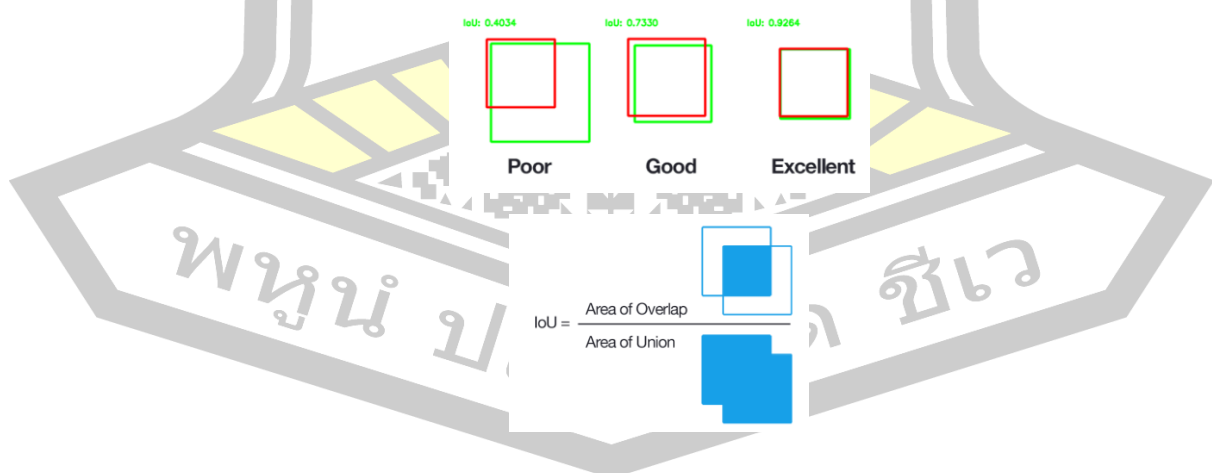 IoU: 0.4034 IoU: 0.7330 IoU: 0.9264
Poor Good Excellent
IoU = Area of Overlap
Area of Union
พหูนํ ชีเว